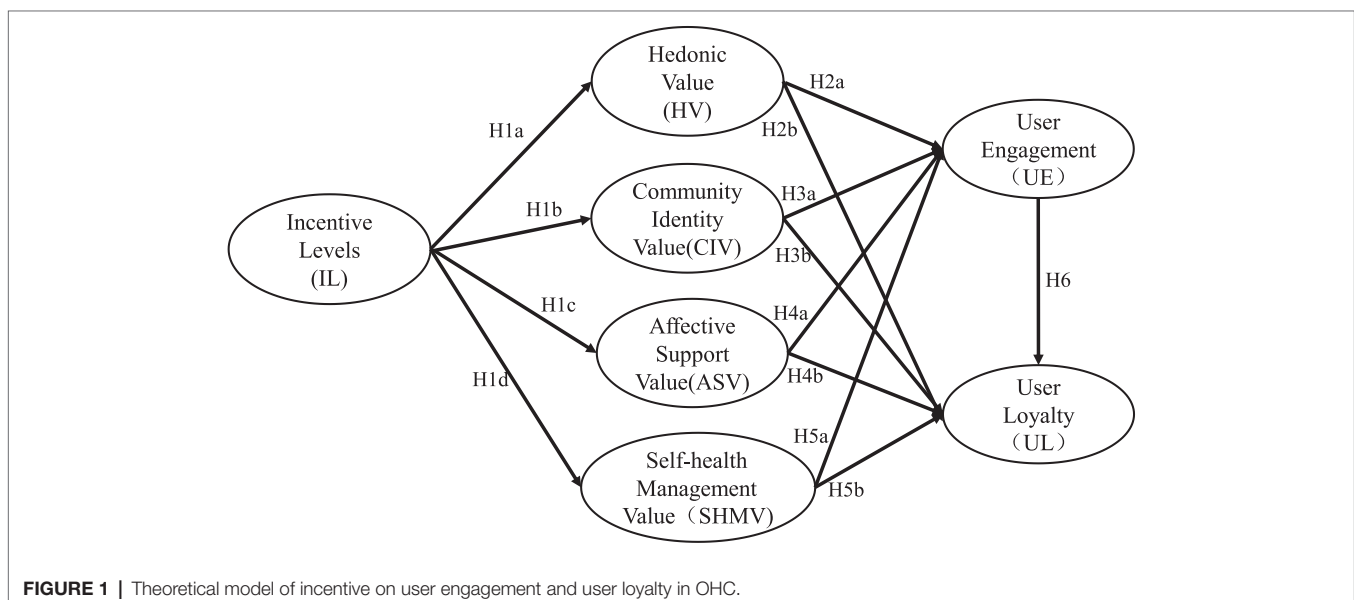 Hedonic
Value
(HV)
H2a
H2b
H1a
User
Engagement
（UE）
Community
Identity
Value(CIV)
H3a
H3b
H1b
Incentive
Levels
(IL)
H1c
H6
Affective
Support
Value(ASV)
H4a
H4b
H1d
User
Loyalty
（UL）
Self-health
Management
Value（SHMV）
H5a
H5b
FIGURE 1 | Theoretical model of incentive on user engagement and user loyalty in OHC.